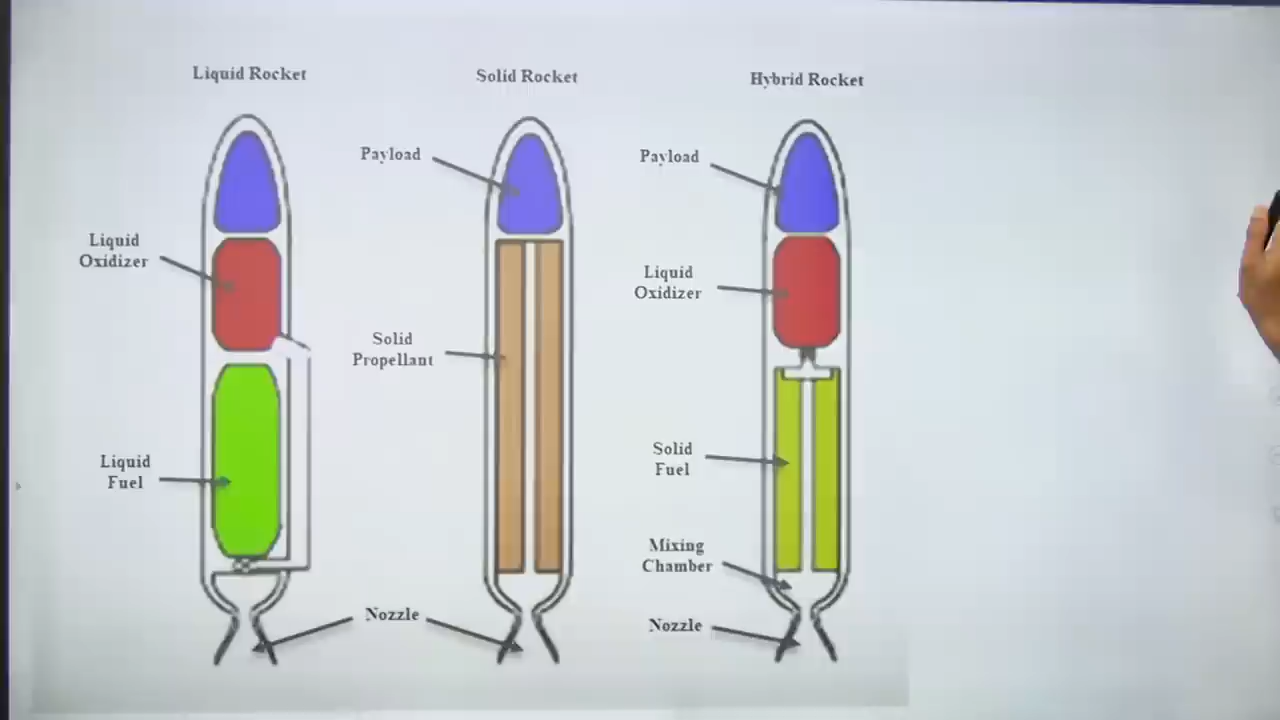 Liquid Rocket
Solid Rocket
Hybrid Rocket
Payload
Payload
Liquid
Oxidizer
Liquid
Oxidizer
Solid
Propellant
Liquid
Fuel
Solid
Fuel
Mixing
Chamber
Nozzle
Nozzle